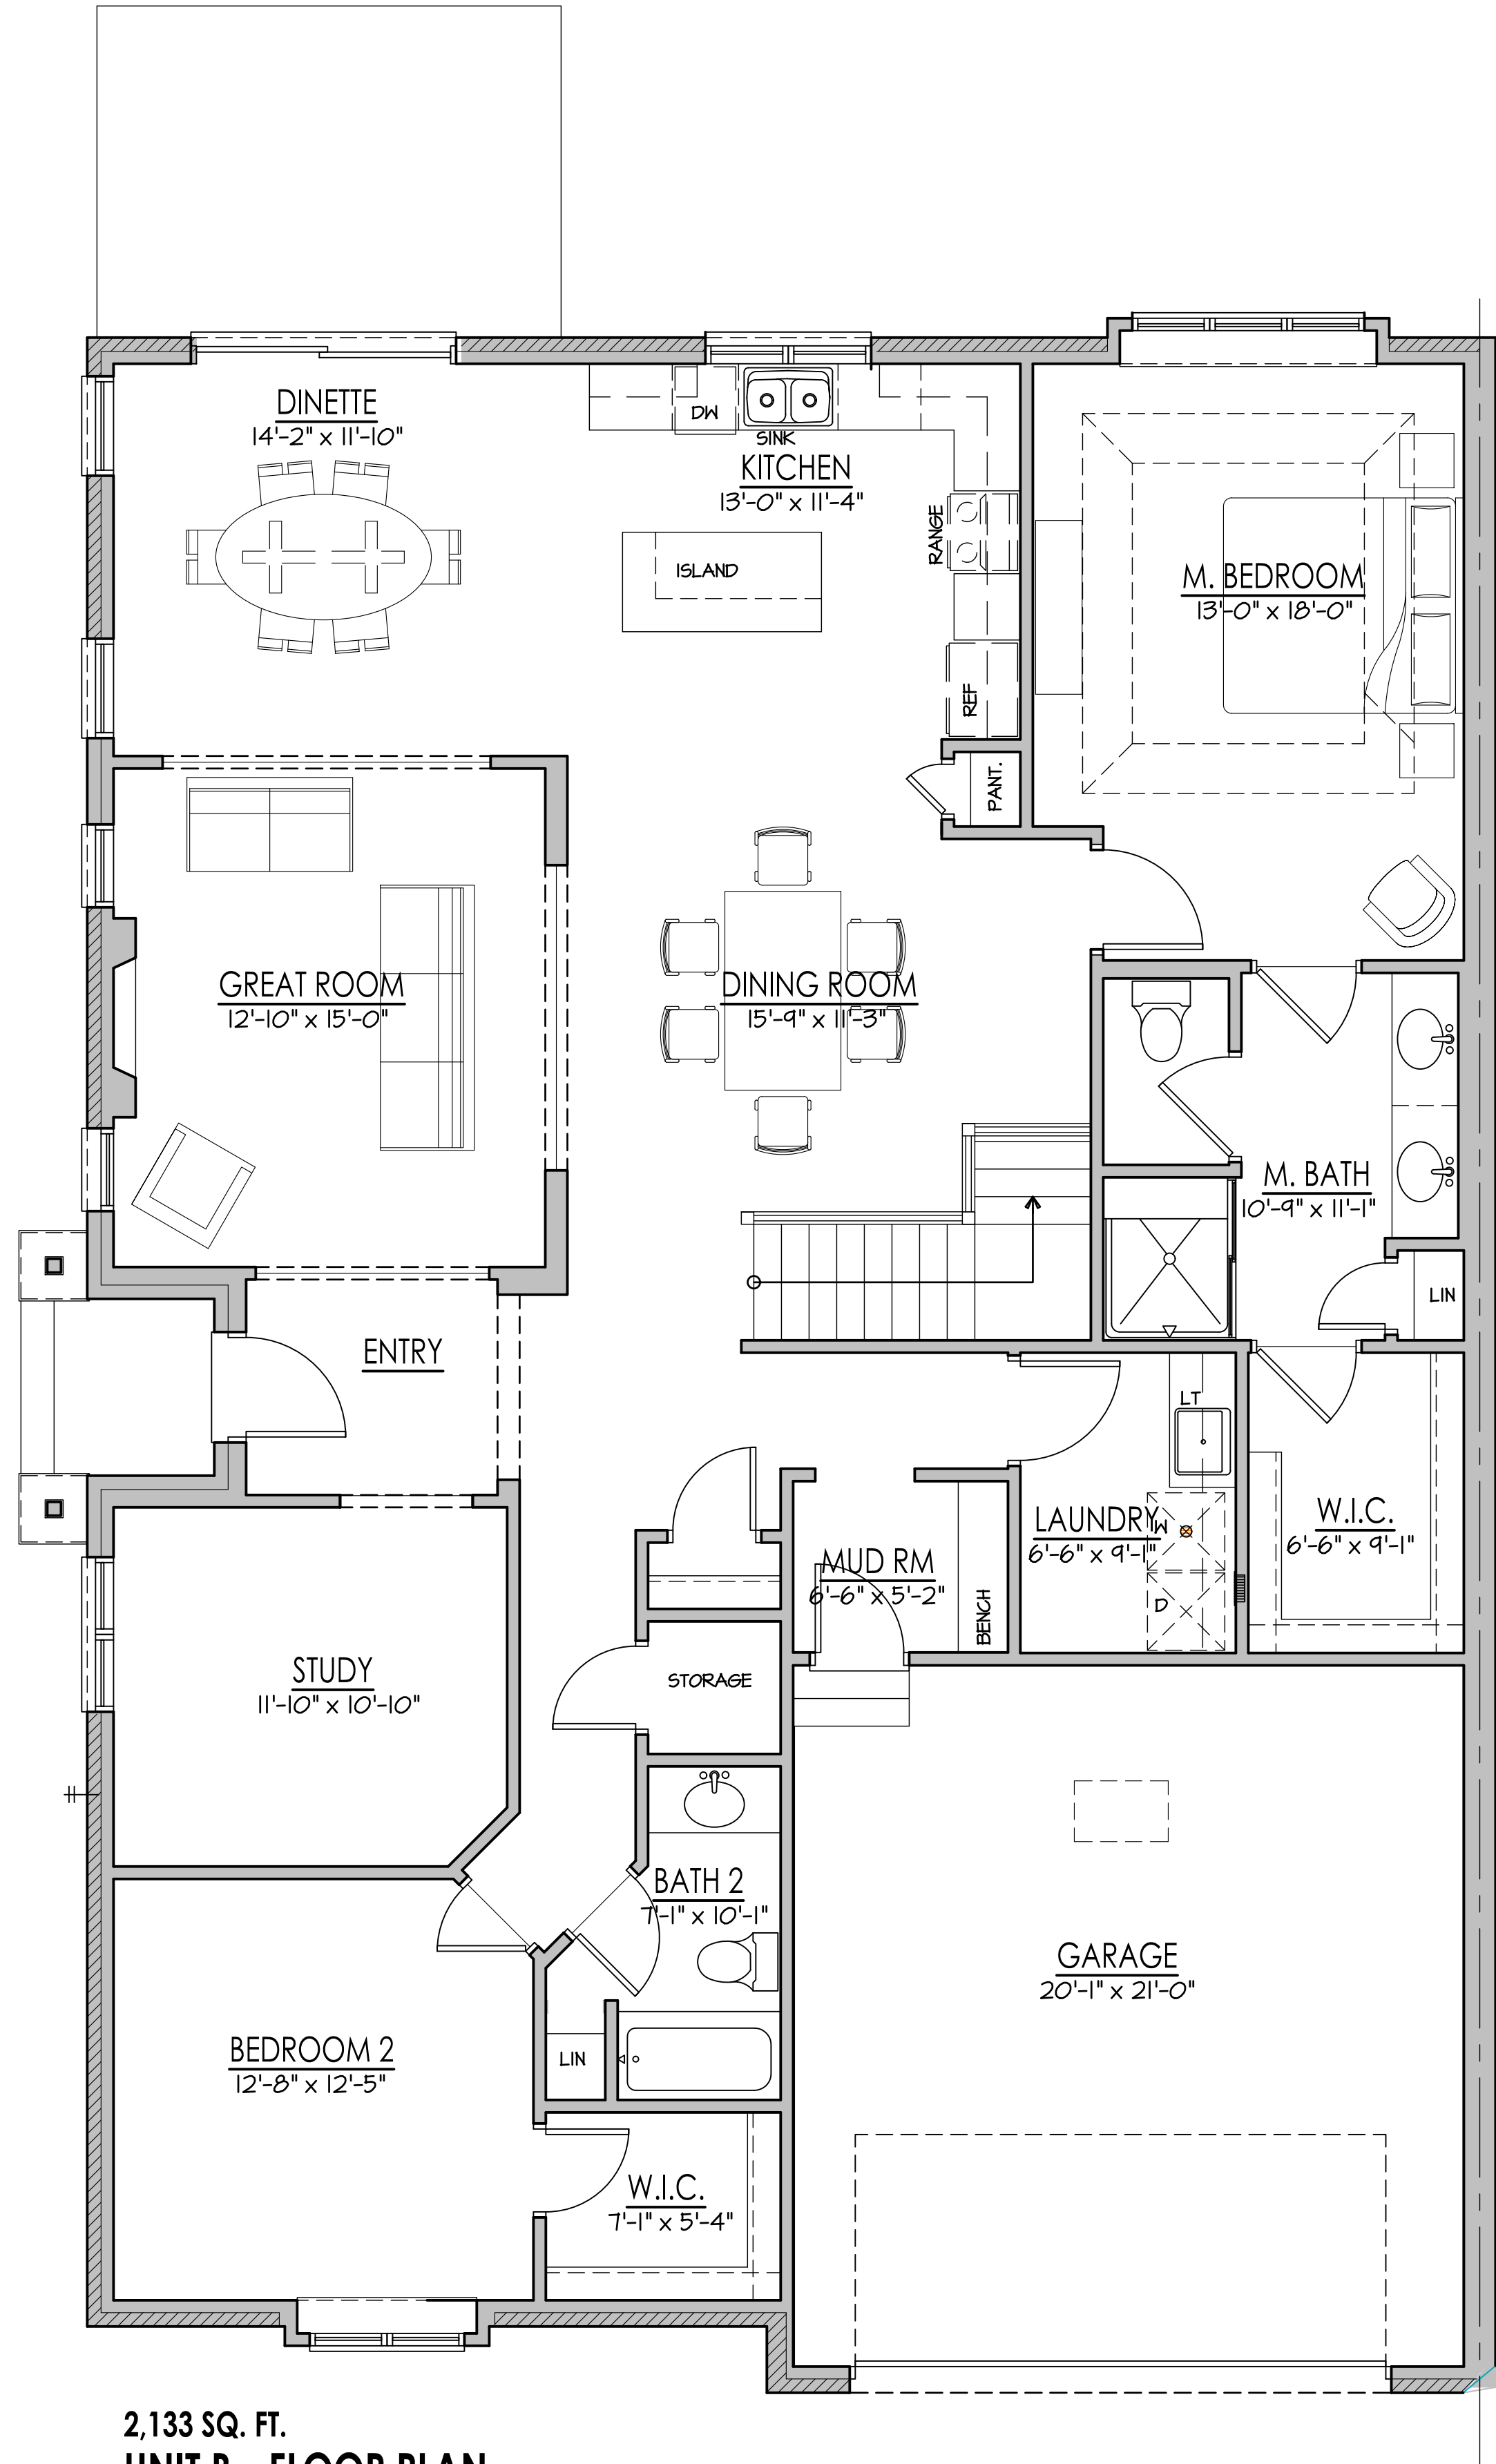 DINETTE
14'-2" x 11'-10"
DW
SINK
KITCHEN
13'-0" x 11'-4"
RANGE
ISLAND
REF
PANT.
M. BEDROOM
13'-0" x 18'-0"
GREAT ROOM
12'-10" x 15'-0"
DINING ROOM
15'-9" x 11'-3"
M. BATH
10'-9" x 11'-1"
LIN
ENTRY
LT
LAUNDRY
6'-6" x 9'-1"
W
D
W.I.C.
6'-6" x 9'-1"
MUD RM
6'-6" x 5'-2"
BENCH
STUDY
11'-10" x 10'-10"
STORAGE
BATH 2
7'-1" x 10'-1"
GARAGE
20'-1" x 21'-0"
BEDROOM 2
12'-8" x 12'-5"
LIN
W.I.C.
7'-1" x 5'-4"
2,133 SQ. FT.
UNIT B - FLOOR PLAN